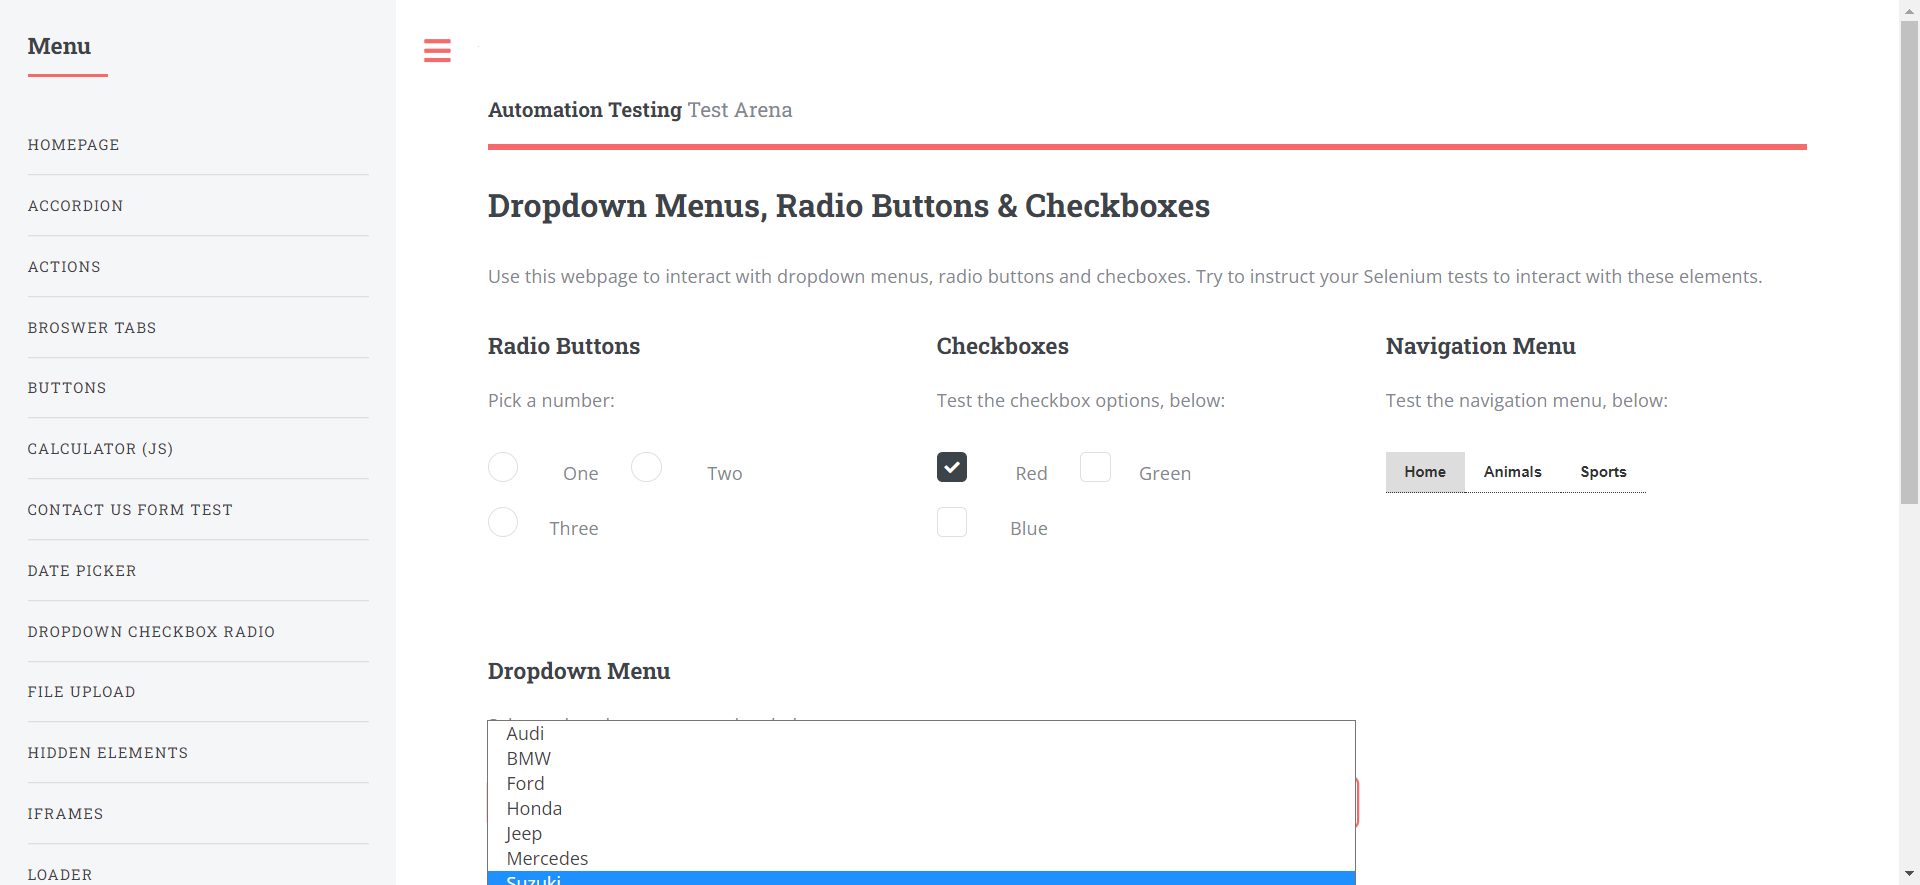 Menu
HOMEPAGE
ACCORDION
ACTIONS
BROSWER TABS
BUTTONS
CALCULATOR (JS)
CONTACT US FORM TEST
DATE PICKER
DROPDOWN CHECKBOX RADIO
FILE UPLOAD
HIDDEN ELEMENTS
IFRAMES
LOADER
Automation Testing Test Arena
Dropdown Menus, Radio Buttons & Checkboxes
Use this webpage to interact with dropdown menus, radio buttons and checboxes. Try to instruct your Selenium tests to interact with these elements.
Radio Buttons
Pick a number:
One Two
Three
Checkboxes
Test the checkbox options, below:
Red Green
Blue
Navigation Menu
Test the navigation menu, below:
Home Animals Sports
Dropdown Menu
Audi
BMW
Ford
Honda
Jeep
Mercedes
Suzuki